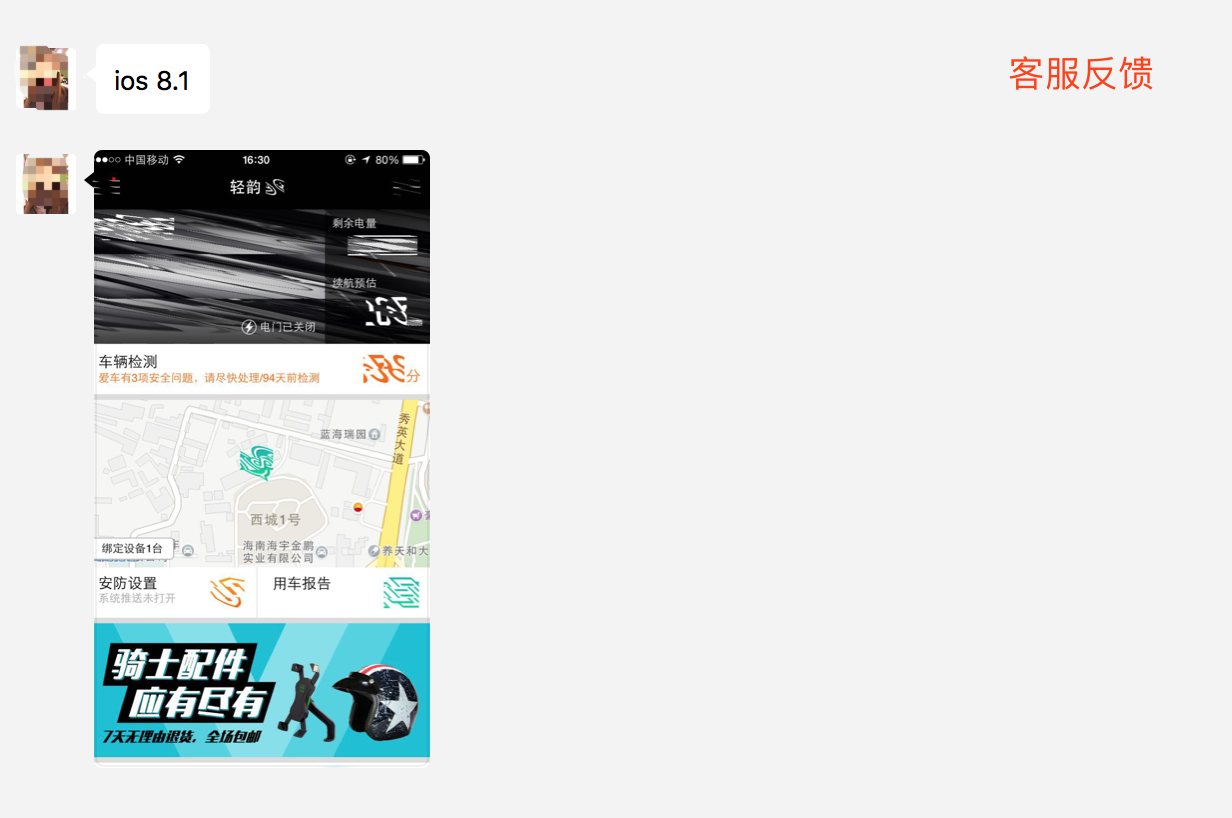 ios 8.1
客服反馈
中国移动 16:30 80%
轻韵
剩余电量
续航预估
电门已关闭
车辆检测
爱车有3项安全问题，请尽快处理/94天前检测
分
秀英大道
蓝海瑞园
西城1号
绑定设备1台
海南海宇金鹏
实业有限公司
养天和大
安防设置
系统推送未打开
用车报告
骑士配件
应有尽有
7天无理由退货，全场包邮